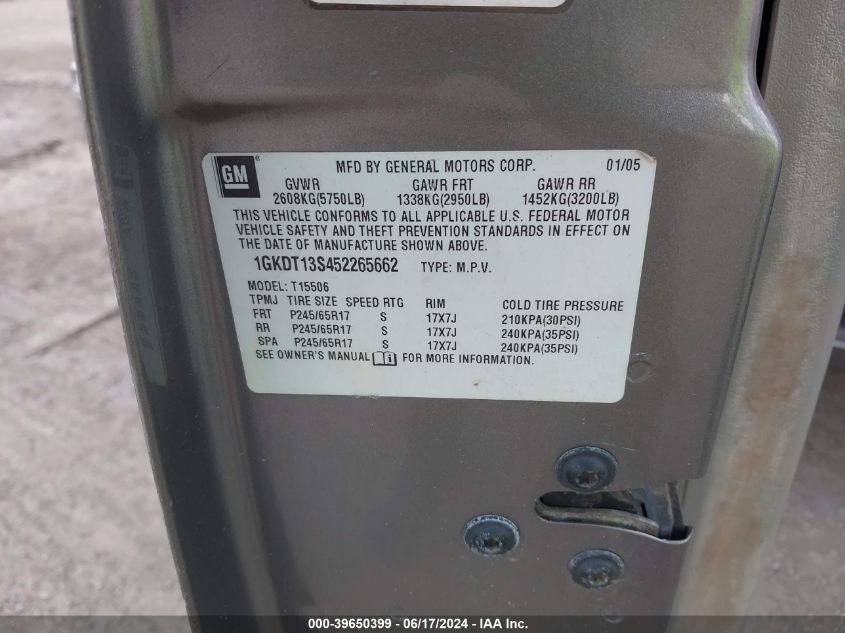 GM
MFD BY GENERAL MOTORS CORP. 01/05
GVWR GAWR FRT GAWR RR
2608KG(5750LB) 1338KG(2950LB) 1452KG(3200LB)
THIS VEHICLE CONFORMS TO ALL APPLICABLE U.S. FEDERAL MOTOR
VEHICLE SAFETY AND THEFT PREVENTION STANDARDS IN EFFECT ON
THE DATE OF MANUFACTURE SHOWN ABOVE.
1GKDT13S452265662 TYPE: M.P.V.
MODEL: T15506
TPMJ TIRE SIZE SPEED RTG RIM COLD TIRE PRESSURE
FRT P245/65R17 S 17X7J 210KPA(30PSI)
RR P245/65R17 S 17X7J 240KPA(35PSI)
SPA P245/65R17 S 17X7J 240KPA(35PSI)
SEE OWNER'S MANUAL FOR MORE INFORMATION.
000-39650399 - 06/17/2024 - IAAI.COM